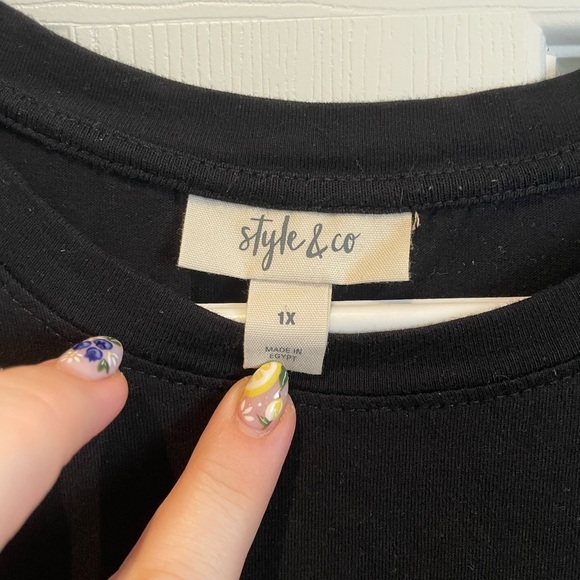 style & co
1X
MADE IN
EGYPT